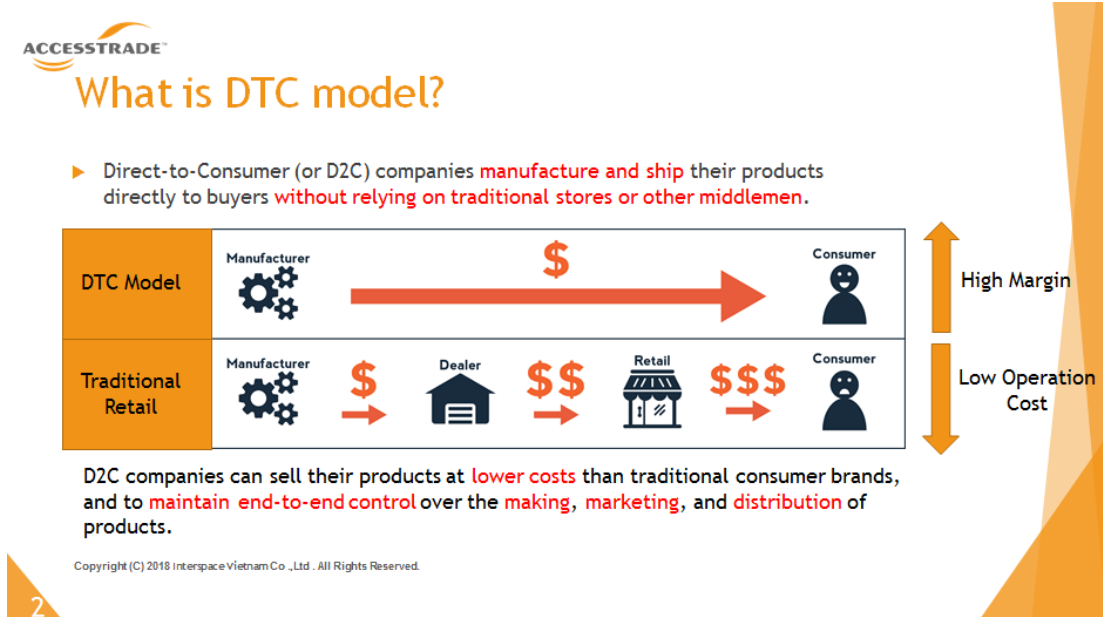 ACCESSTRADE™
What is DTC model?
Direct-to-Consumer (or D2C) companies manufacture and ship their products
directly to buyers without relying on traditional stores or other middlemen.
DTC Model
Manufacturer
$
Consumer
High Margin
Traditional
Retail
Manufacturer
$
Dealer
$$
Retail
$$$
Consumer
Low Operation
Cost
D2C companies can sell their products at lower costs than traditional consumer brands,
and to maintain end-to-end control over the making, marketing, and distribution of
products.
Copyright (C) 2018 Interspace Vietnam Co .,Ltd . All Rights Reserved.
2